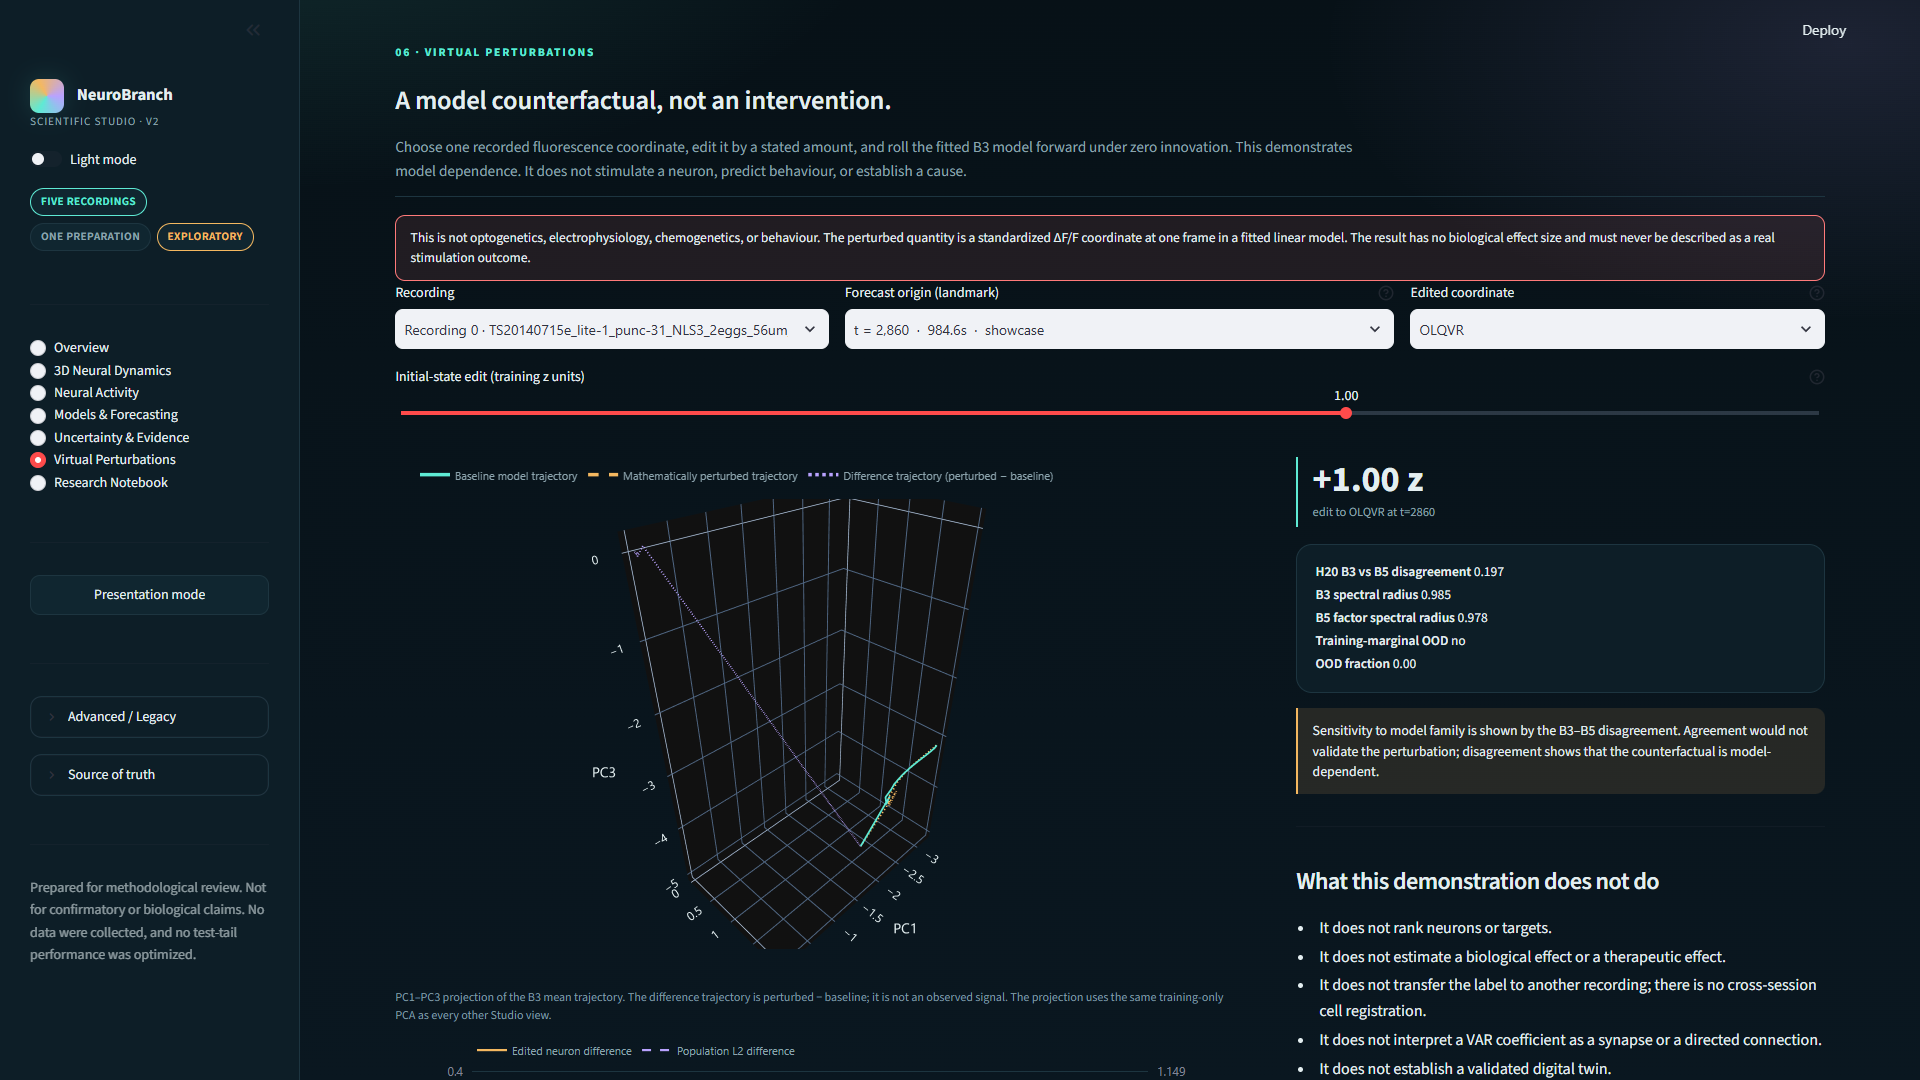 Deploy
NeuroBranch
SCIENTIFIC STUDIO · V2
Light mode
FIVE RECORDINGS
ONE PREPARATION
EXPLORATORY
Overview
3D Neural Dynamics
Neural Activity
Models & Forecasting
Uncertainty & Evidence
Virtual Perturbations
Research Notebook
Presentation mode
Advanced / Legacy
Source of truth
Prepared for methodological review. Not
for confirmatory or biological claims. No
data were collected, and no test-tail
performance was optimized.
06 · VIRTUAL PERTURBATIONS
A model counterfactual, not an intervention.
Choose one recorded fluorescence coordinate, edit it by a stated amount, and roll the fitted B3 model forward under zero innovation. This demonstrates
model dependence. It does not stimulate a neuron, predict behaviour, or establish a cause.
This is not optogenetics, electrophysiology, chemogenetics, or behaviour. The perturbed quantity is a standardized ΔF/F coordinate at one frame in a fitted linear model. The result has no biological effect size and must never be described as a real
stimulation outcome.
Recording
Recording 0 · TS20140715e_lite-1_punc-31_NLS3_2eggs_56um
Forecast origin (landmark)
t = 2,860 · 984.6s · showcase
Edited coordinate
OLQVR
Initial-state edit (training z units)
1.00
Baseline model trajectory
Mathematically perturbed trajectory
Difference trajectory (perturbed − baseline)
0
−1
−2
−3
−4
−5
PC3
0
0.5
1
−3
−2.5
−2
−1.5
−1
PC1
PC1–PC3 projection of the B3 mean trajectory. The difference trajectory is perturbed − baseline; it is not an observed signal. The projection uses the same training-only
PCA as every other Studio view.
Edited neuron difference
Population L2 difference
0.4
1.149
+1.00 z
edit to OLQVR at t=2860
H20 B3 vs B5 disagreement 0.197
B3 spectral radius 0.985
B5 factor spectral radius 0.978
Training-marginal OOD no
OOD fraction 0.00
Sensitivity to model family is shown by the B3–B5 disagreement. Agreement would not
validate the perturbation; disagreement shows that the counterfactual is model-
dependent.
What this demonstration does not do
It does not rank neurons or targets.
It does not estimate a biological effect or a therapeutic effect.
It does not transfer the label to another recording; there is no cross-session
cell registration.
It does not interpret a VAR coefficient as a synapse or a directed connection.
It does not establish a validated digital twin.